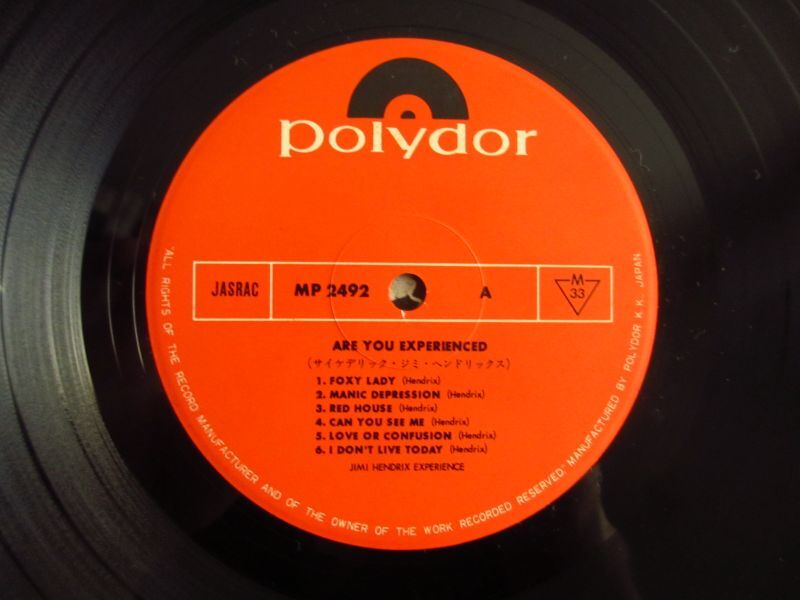 polydor
JASRAC MP 2492 A M 33
ARE YOU EXPERIENCED
(サイケデリック・ジミ・ヘンドリックス)
1. FOXY LADY (Hendrix)
2. MANIC DEPRESSION (Hendrix)
3. RED HOUSE (Hendrix)
4. CAN YOU SEE ME (Hendrix)
5. LOVE OR CONFUSION (Hendrix)
6. I DON'T LIVE TODAY (Hendrix)
JIMI HENDRIX EXPERIENCE
"ALL RIGHTS OF THE RECORD MANUFACTURER AND OF THE OWNER OF THE WORK RECORDED RESERVED." MANUFACTURED BY POLYDOR K.K. JAPAN